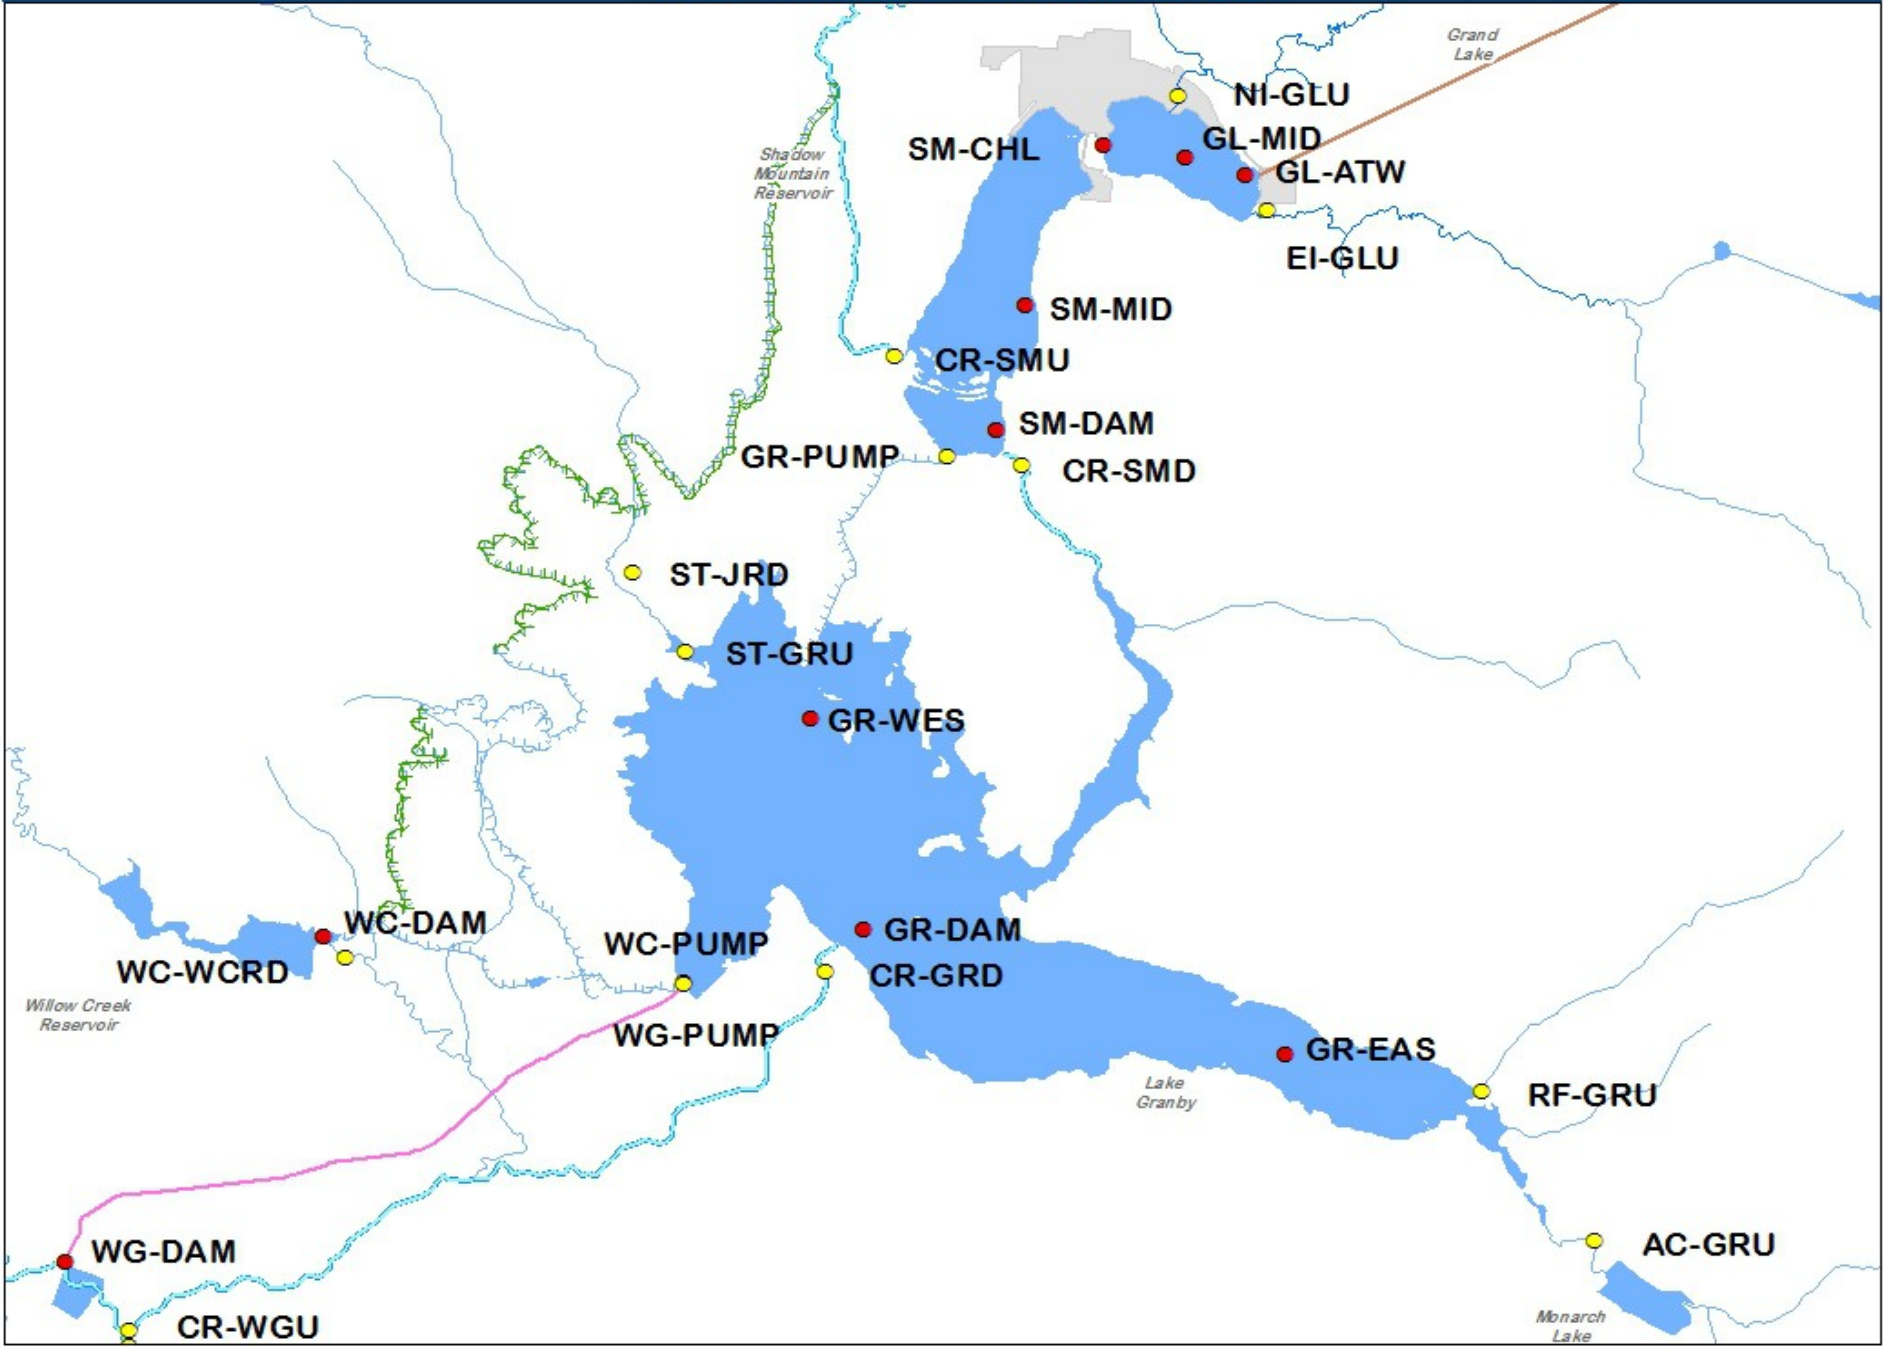 Grand
Lake
NI-GLU
GL-MID
SM-CHL
GL-ATW
Shadow
Mountain
Reservoir
EI-GLU
SM-MID
CR-SMU
SM-DAM
GR-PUMP
CR-SMD
ST-JRD
ST-GRU
GR-WES
WC-DAM
GR-DAM
WC-PUMP
WC-WCRD
CR-GRD
Willow Creek
Reservoir
WG-PUMP
GR-EAS
Lake
Granby
RF-GRU
AC-GRU
WG-DAM
Monarch
Lake
CR-WGU